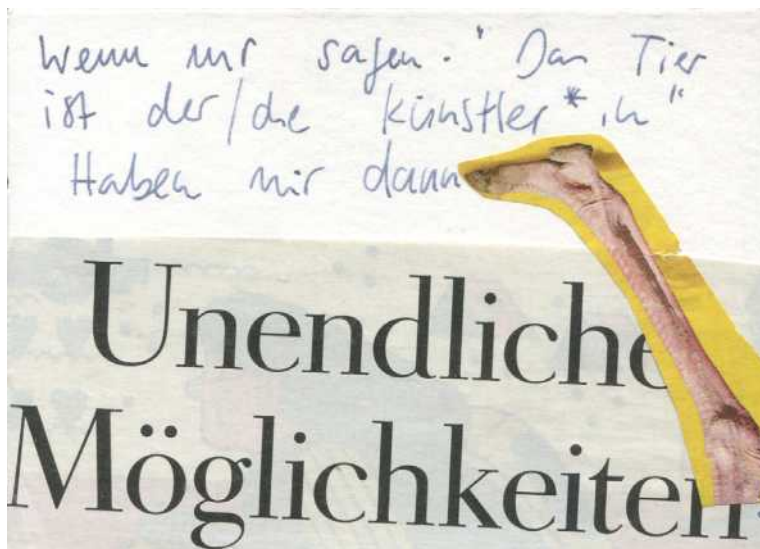 Wenn wir sagen: "Das Tier
ist der/die Künstler*in"
Haben wir dann
Unendliche
Möglichkeiten